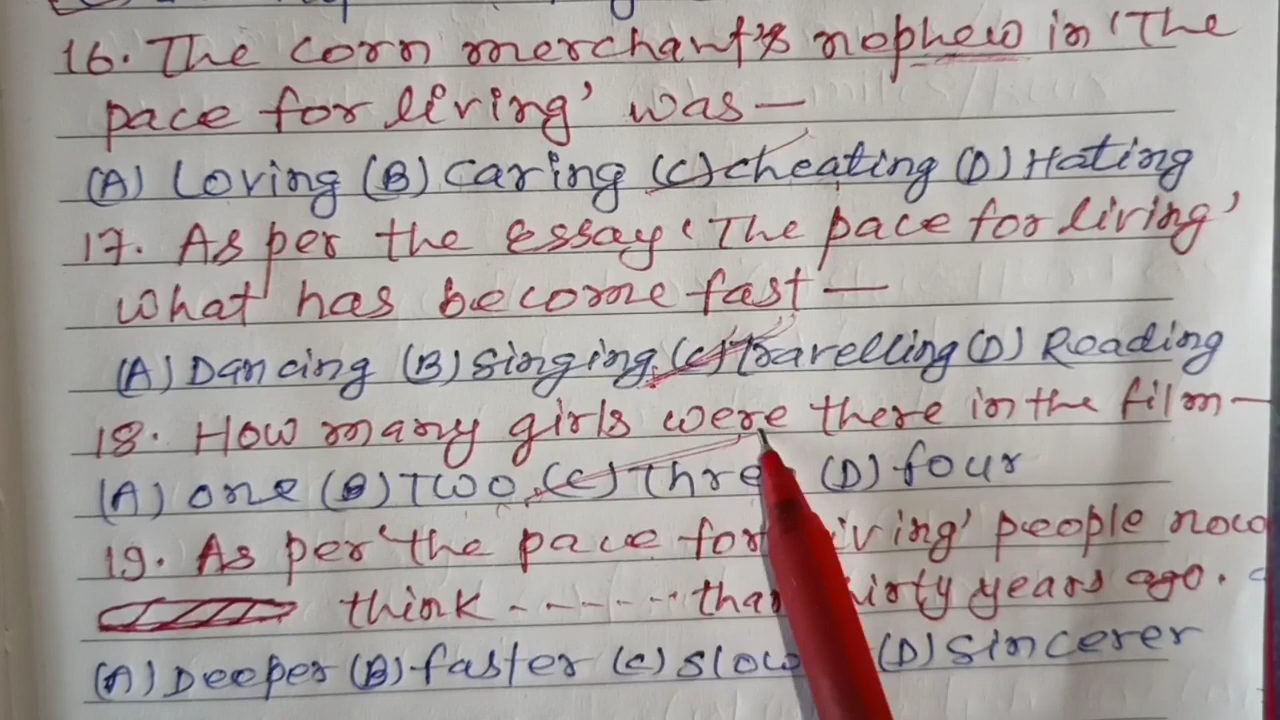 16. The corn merchant's nephew in 'The
pace for living' was —
(A) Loving (B) Caring (C) cheating (D) Hating
17. As per the essay 'The pace for living'
what has become fast —
(A) Dancing (B) Singing (C) Travelling (D) Reading
18. How many girls were there in the film —
(A) one (B) Two (C) Thre (D) four
19. As per 'the pace for iving' people now
think ------ than irty years ago.
(A) Deeper (B) faster (C) slow (D) Sincerer